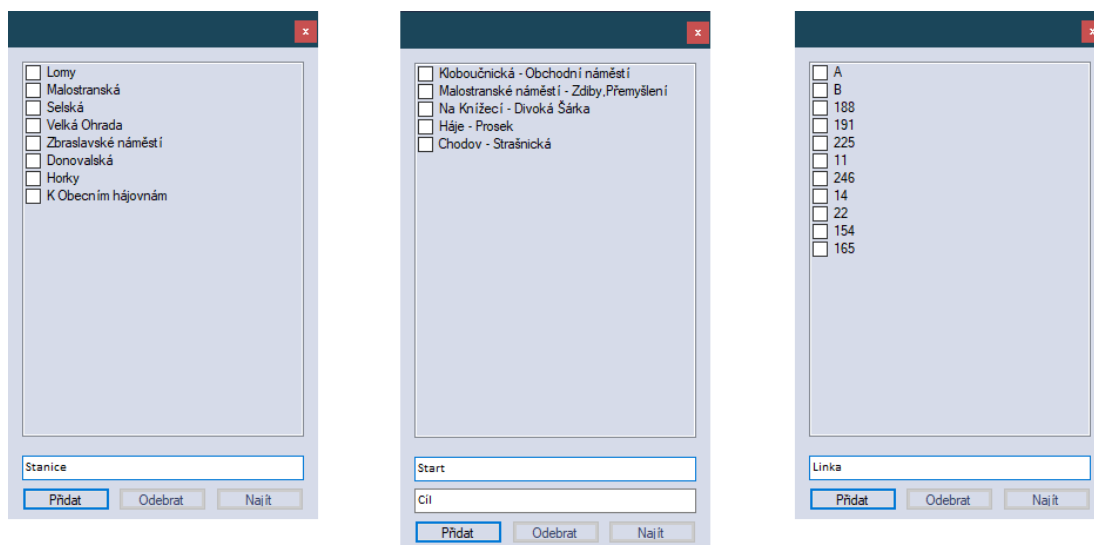 x
Lomy
Malostranská
Selská
Velká Ohrada
Zbraslavské náměstí
Donovalská
Horky
K Obecním hájovnám
Stanice
Přidat Odebrat Najít
x
Kloboučnická - Obchodní náměstí
Malostranské náměstí - Zdiby,Přemyšlení
Na Knížecí - Divoká Šárka
Háje - Prosek
Chodov - Strašnická
Start
Cíl
Přidat Odebrat Najít
x
A
B
188
191
225
11
246
14
22
154
165
Linka
Přidat Odebrat Najít